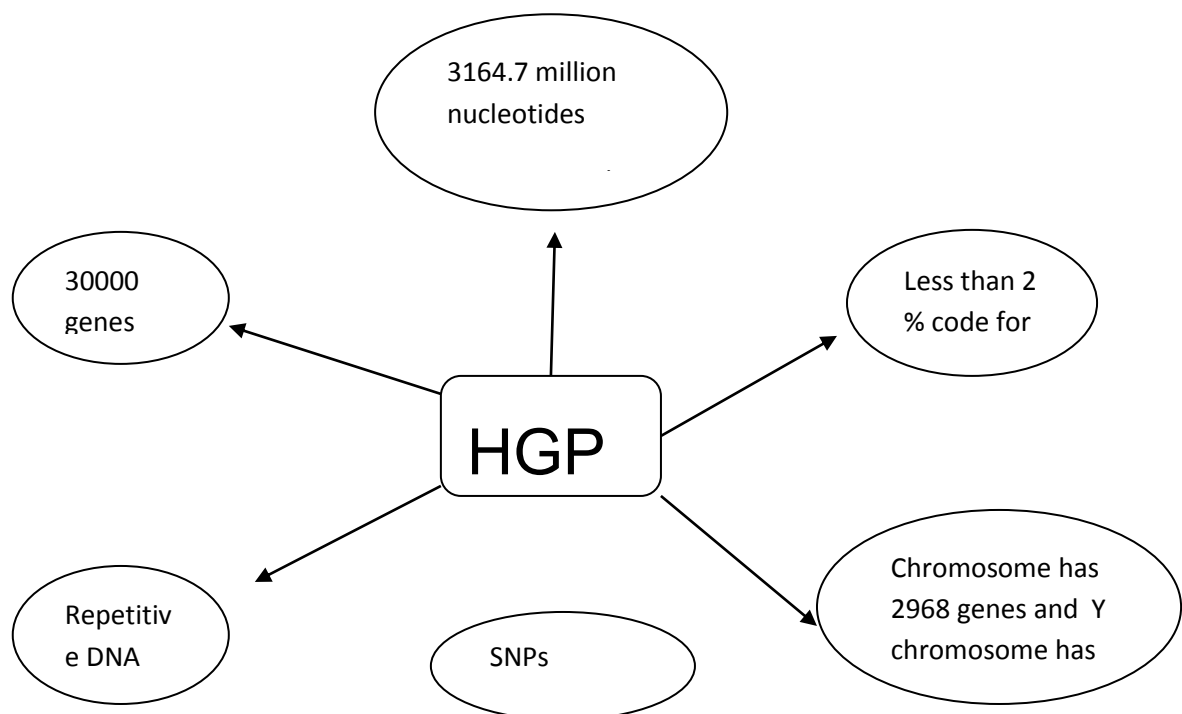 3164.7 million
nucleotides
30000
genes
Less than 2
% code for
HGP
Repetitiv
e DNA
SNPs
Chromosome has
2968 genes and Y
chromosome has